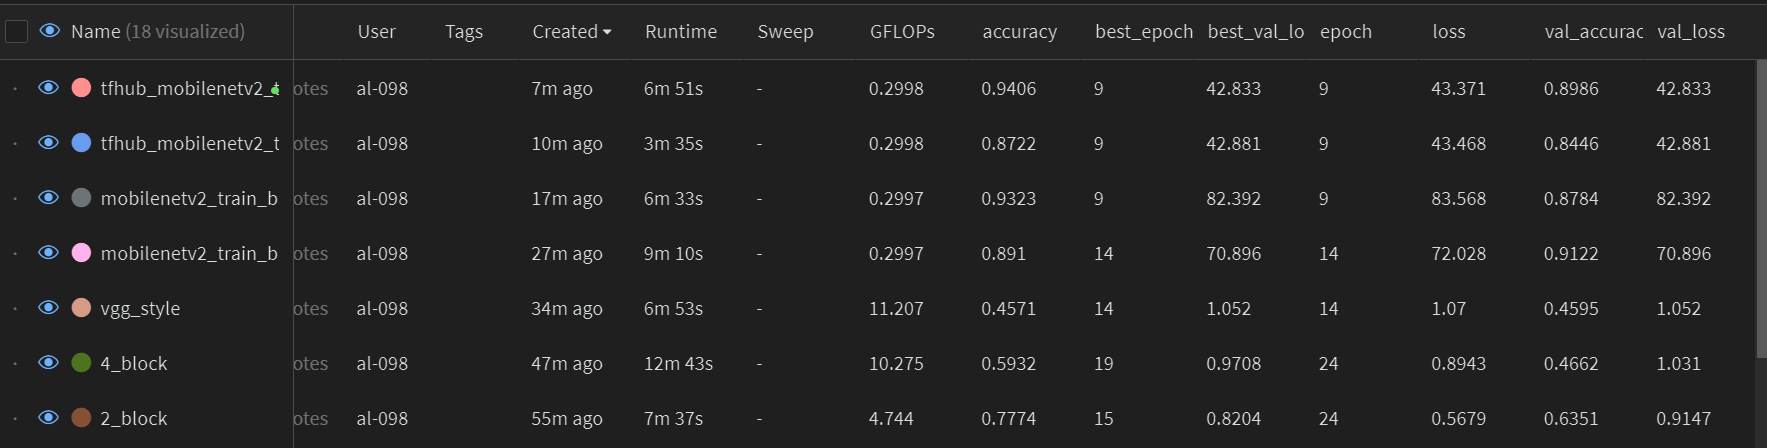 Name (18 visualized) User Tags Created Runtime Sweep GFLOPs accuracy best_epoch best_val_lo epoch loss val_accurac val_loss
tfhub_mobilenetv2_t otes al-098 7m ago 6m 51s - 0.2998 0.9406 9 42.833 9 43.371 0.8986 42.833
tfhub_mobilenetv2_t otes al-098 10m ago 3m 35s - 0.2998 0.8722 9 42.881 9 43.468 0.8446 42.881
mobilenetv2_train_b otes al-098 17m ago 6m 33s - 0.2997 0.9323 9 82.392 9 83.568 0.8784 82.392
mobilenetv2_train_b otes al-098 27m ago 9m 10s - 0.2997 0.891 14 70.896 14 72.028 0.9122 70.896
vgg_style otes al-098 34m ago 6m 53s - 11.207 0.4571 14 1.052 14 1.07 0.4595 1.052
4_block otes al-098 47m ago 12m 43s - 10.275 0.5932 19 0.9708 24 0.8943 0.4662 1.031
2_block otes al-098 55m ago 7m 37s - 4.744 0.7774 15 0.8204 24 0.5679 0.6351 0.9147